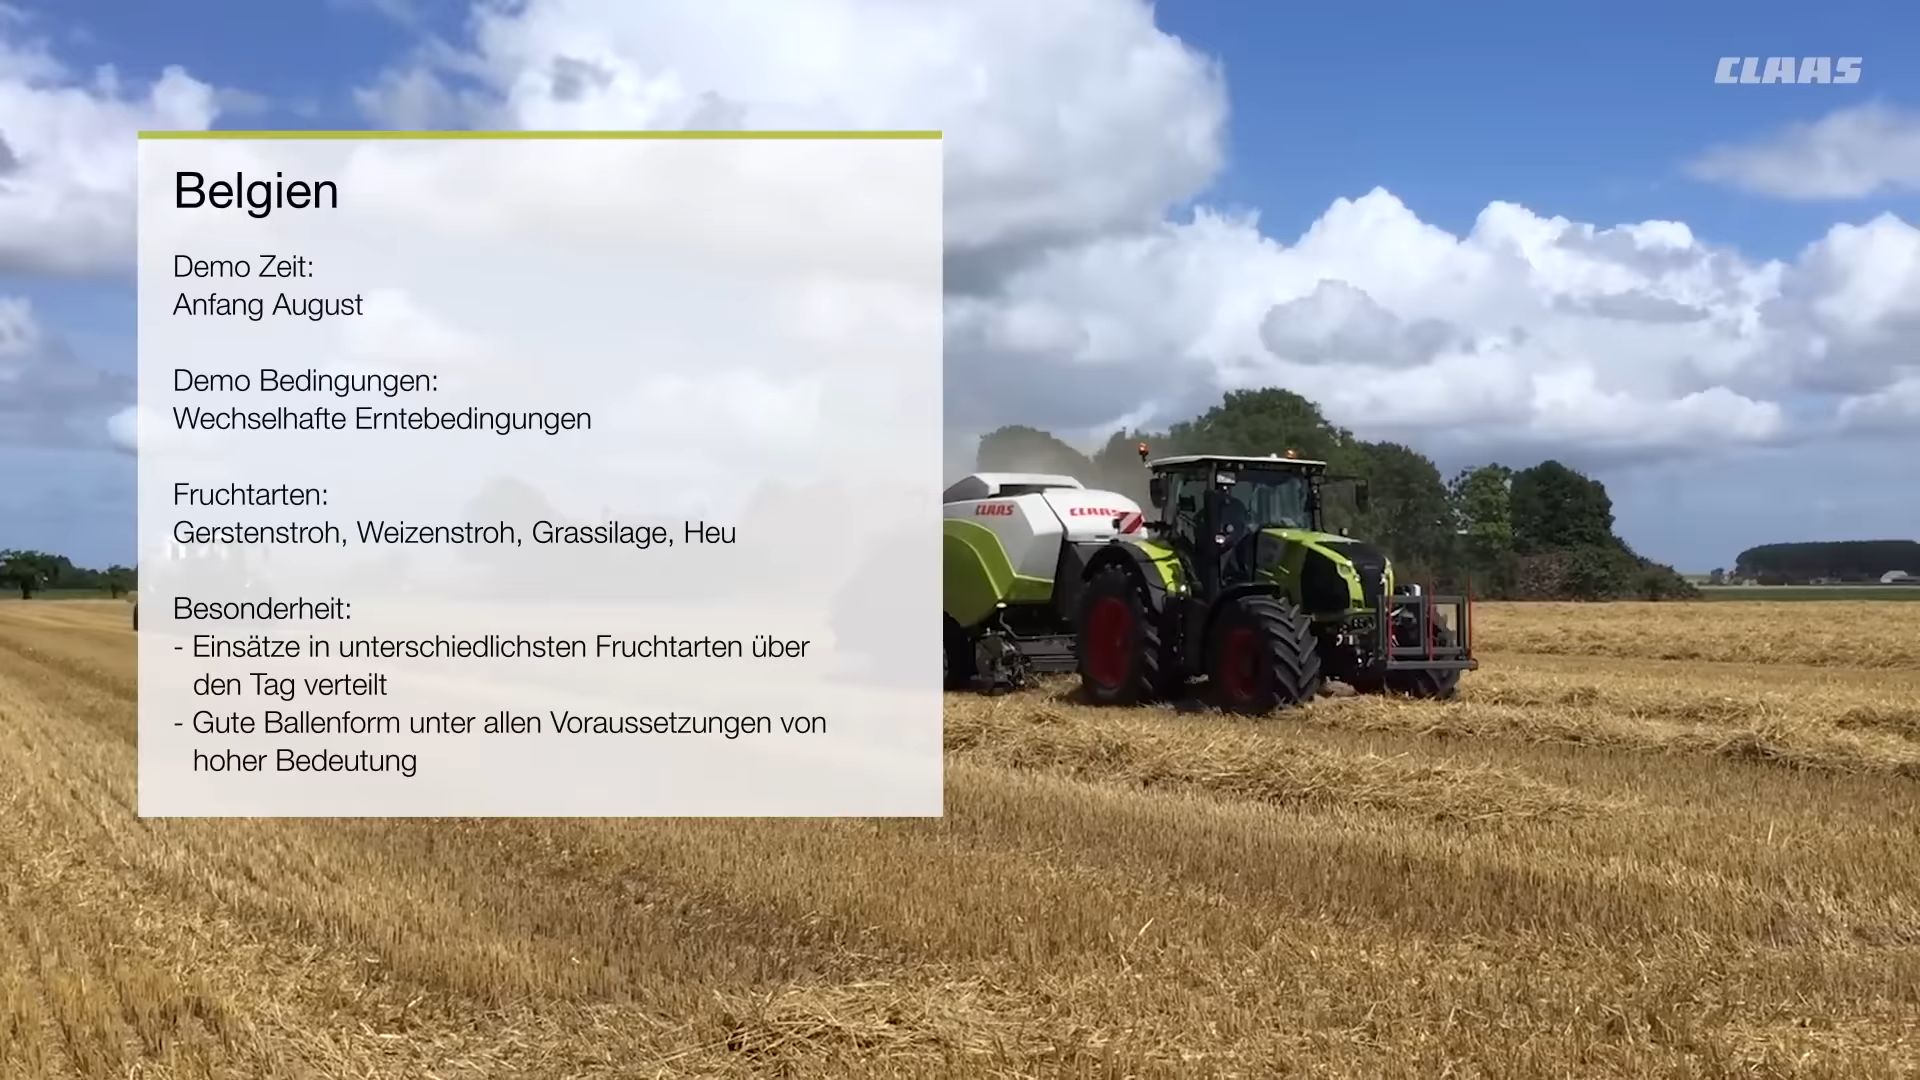 CLAAS
Belgien
Demo Zeit:
Anfang August
Demo Bedingungen:
Wechselhafte Erntebedingungen
Fruchtarten:
Gerstenstroh, Weizenstroh, Grassilage, Heu
Besonderheit:
- Einsätze in unterschiedlichsten Fruchtarten über
den Tag verteilt
- Gute Ballenform unter allen Voraussetzungen von
hoher Bedeutung
CLAAS
CLAAS